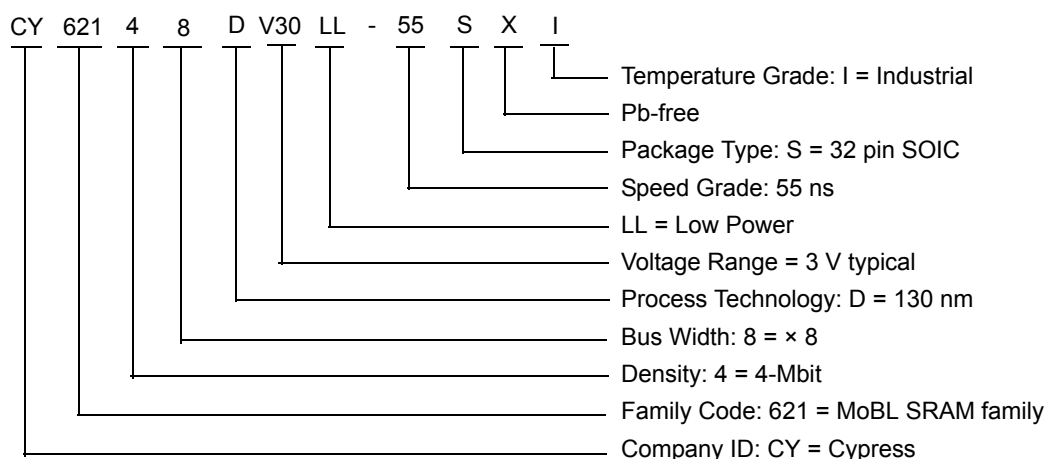 CY 621 4 8 D V30 LL - 55 S X I
Temperature Grade: I = Industrial
Pb-free
Package Type: S = 32 pin SOIC
Speed Grade: 55 ns
LL = Low Power
Voltage Range = 3 V typical
Process Technology: D = 130 nm
Bus Width: 8 = × 8
Density: 4 = 4-Mbit
Family Code: 621 = MoBL SRAM family
Company ID: CY = Cypress